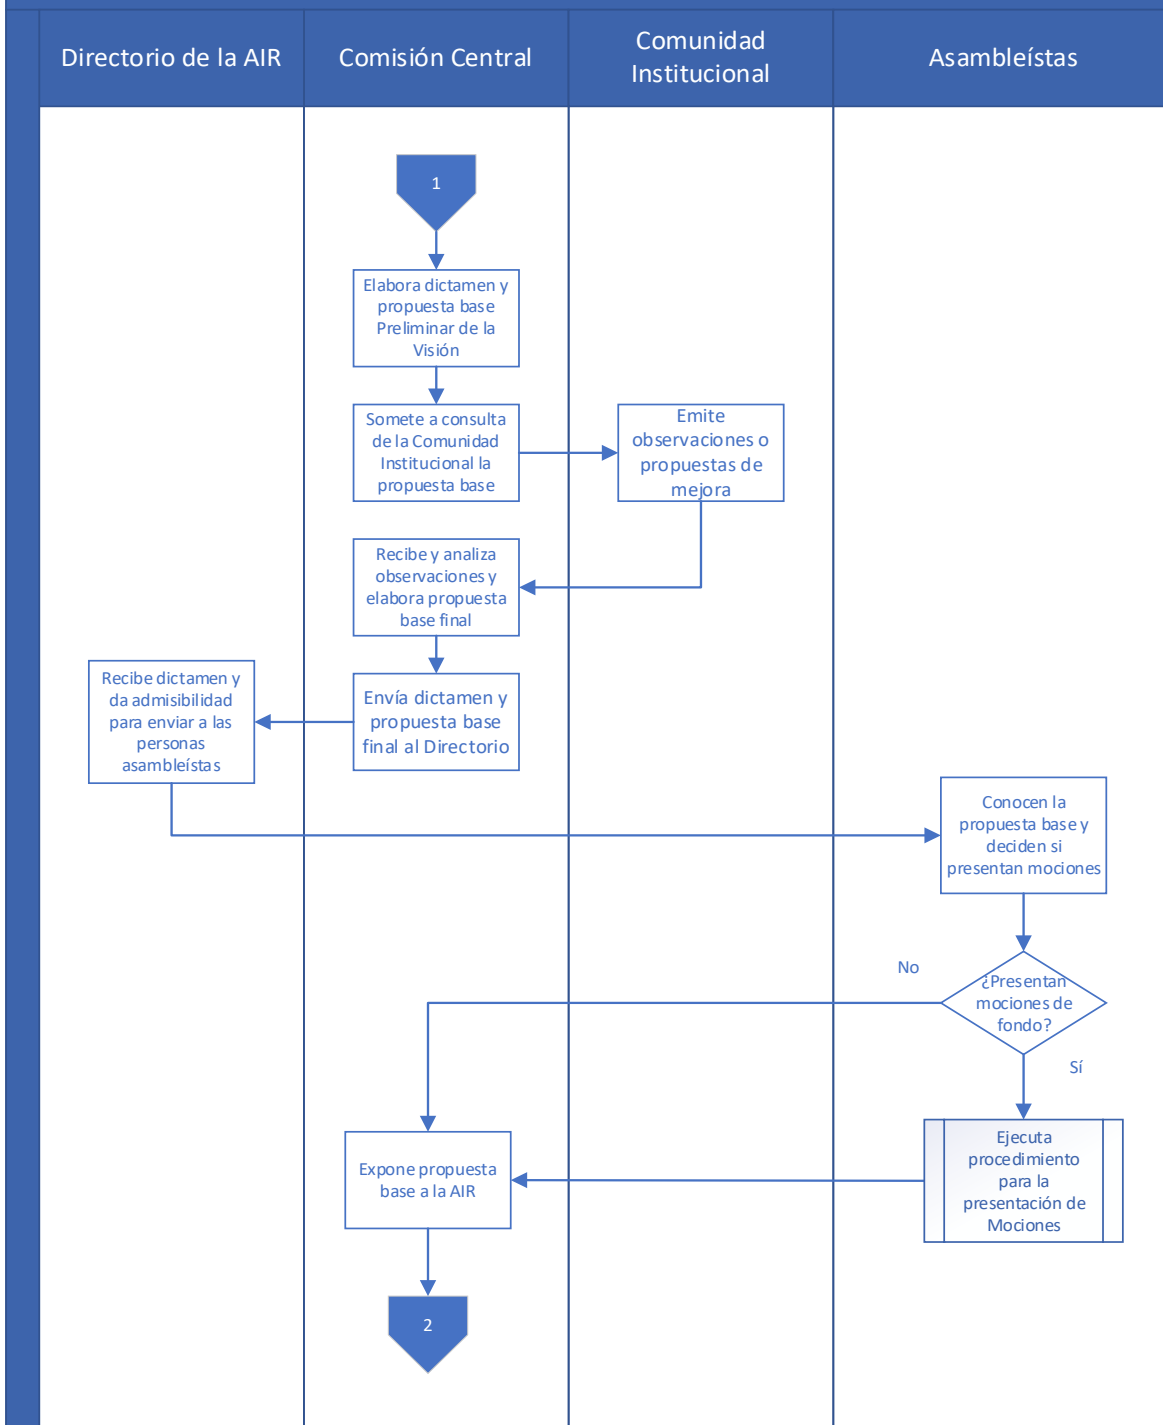 Directorio de la AIR
Comisión Central
Comunidad
Institucional
Asambleístas
1
Elabora dictamen y
propuesta base
Preliminar de la
Visión
Somete a consulta
de la Comunidad
Institucional la
propuesta base
Emite
observaciones o
propuestas de
mejora
Recibe y analiza
observaciones y
elabora propuesta
base final
Envía dictamen y
propuesta base
final al Directorio
Recibe dictamen y
da admisibilidad
para enviar a las
personas
asambleístas
Conocen la
propuesta base y
deciden si
presentan mociones
¿Presentan
mociones de
fondo?
No
Sí
Ejecuta
procedimiento
para la
presentación de
Mociones
Expone propuesta
base a la AIR
2